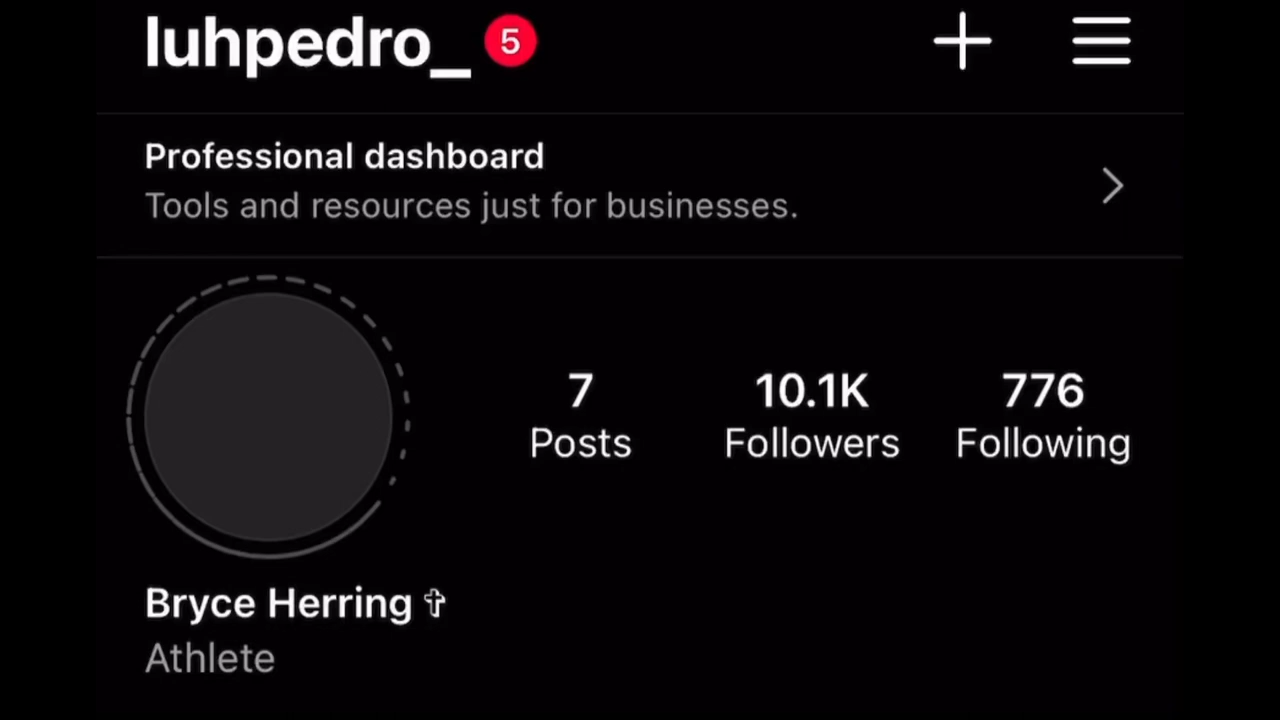 luhpedro_ 5
Professional dashboard
Tools and resources just for businesses.
7 10.1K 776
Posts Followers Following
Bryce Herring ✞
Athlete